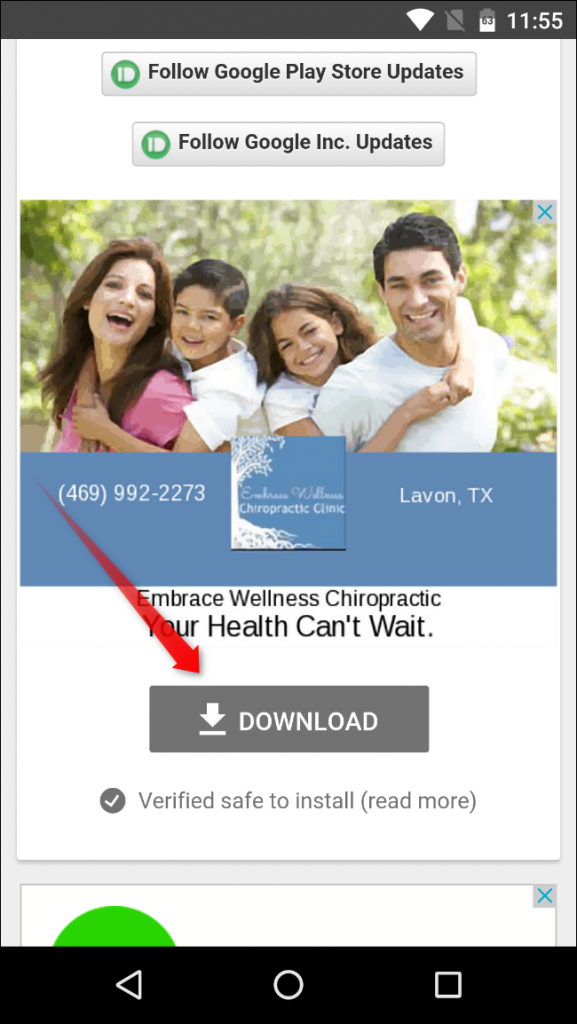 63 11:55
Follow Google Play Store Updates
Follow Google Inc. Updates
(469) 992-2273
Embrace Wellness
Chiropractic Clinic
Lavon, TX
Embrace Wellness Chiropractic
Your Health Can't Wait.
DOWNLOAD
Verified safe to install (read more)